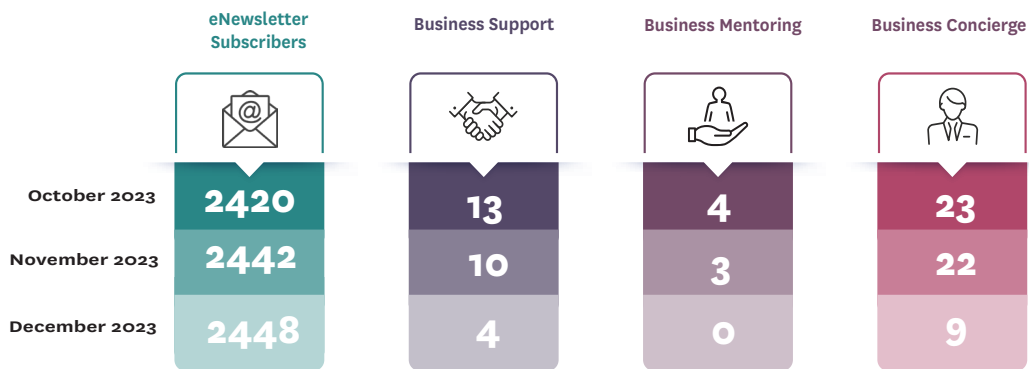 eNewsletter
Subscribers
Business Support
Business Mentoring
Business Concierge
@
October 2023
2420
13
4
23
November 2023
2442
10
3
22
December 2023
2448
4
0
9